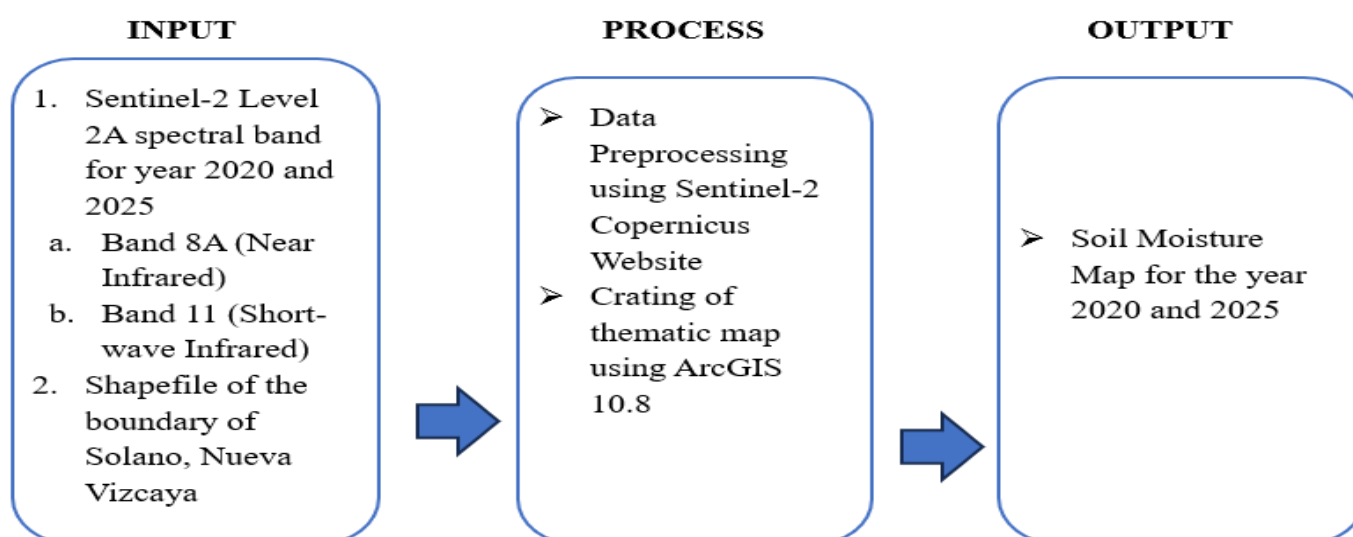 INPUT
1. Sentinel-2 Level
2A spectral band
for year 2020 and
2025
a. Band 8A (Near
Infrared)
b. Band 11 (Short-
wave Infrared)
2. Shapefile of the
boundary of
Solano, Nueva
Vizcaya
PROCESS
➢ Data
Preprocessing
using Sentinel-2
Copernicus
Website
➢ Crating of
thematic map
using ArcGIS
10.8
OUTPUT
➢ Soil Moisture
Map for the year
2020 and 2025